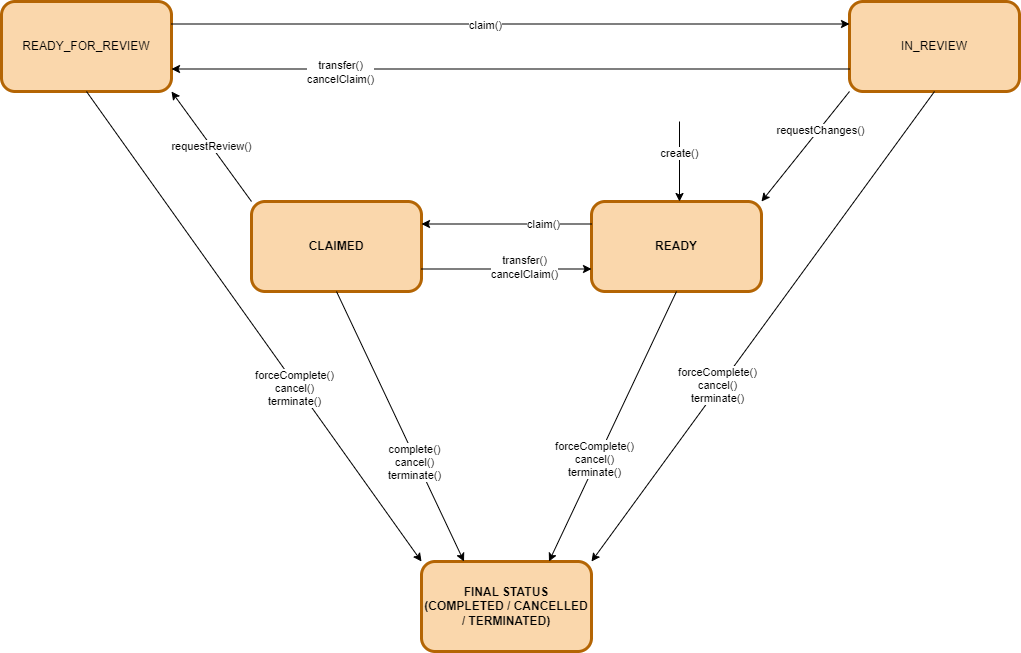 claim()
READY_FOR_REVIEW
IN_REVIEW
transfer()
cancelClaim()
requestChanges()
requestReview()
create()
claim()
CLAIMED
READY
transfer()
cancelClaim()
forceComplete()
cancel()
terminate()
forceComplete()
cancel()
terminate()
complete()
cancel()
terminate()
forceComplete()
cancel()
terminate()
FINAL STATUS
(COMPLETED / CANCELLED
/ TERMINATED)